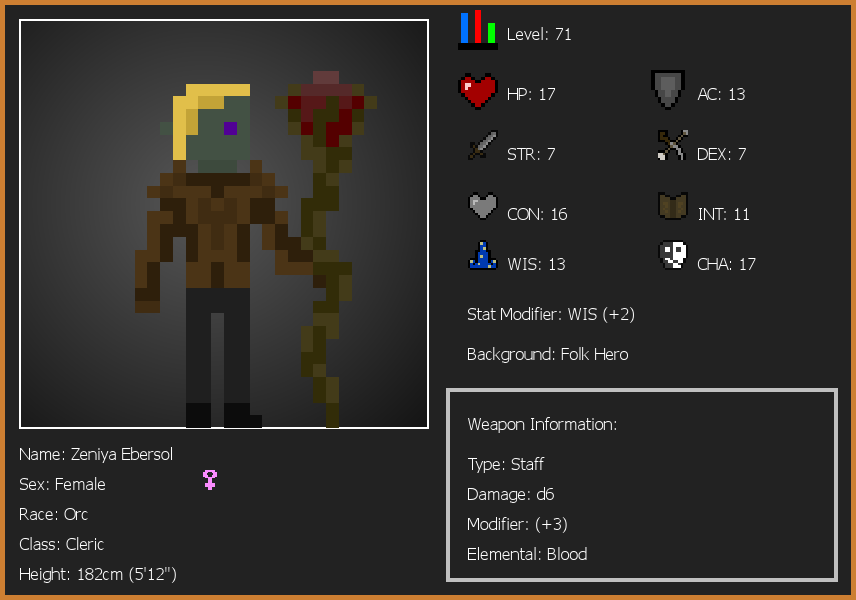 Level: 71
HP: 17
AC: 13
STR: 7
DEX: 7
CON: 16
INT: 11
WIS: 13
CHA: 17
Stat Modifier: WIS (+2)
Background: Folk Hero
Weapon Information:
Type: Staff
Damage: d6
Modifier: (+3)
Elemental: Blood
Name: Zeniya Ebersol
Sex: Female
Race: Orc
Class: Cleric
Height: 182cm (5'12")